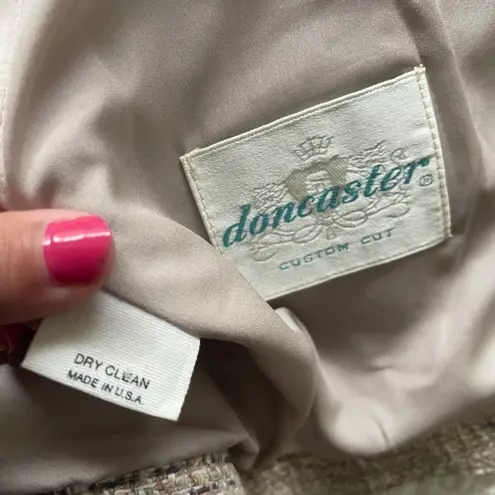 doncaster®
CUSTOM CUT
DRY CLEAN
MADE IN U.S.A.